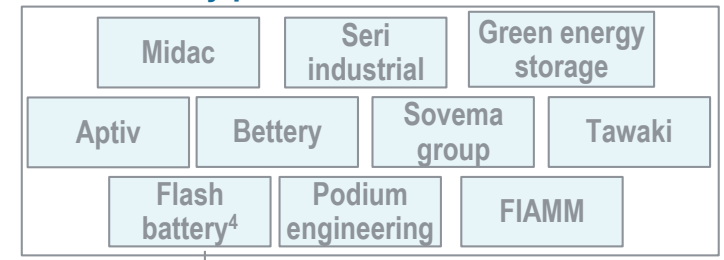 Midac
Seri
industrial
Green energy
storage
Aptiv
Bettery
Sovema
group
Tawaki
Flash
battery4
Podium
engineering
FIAMM